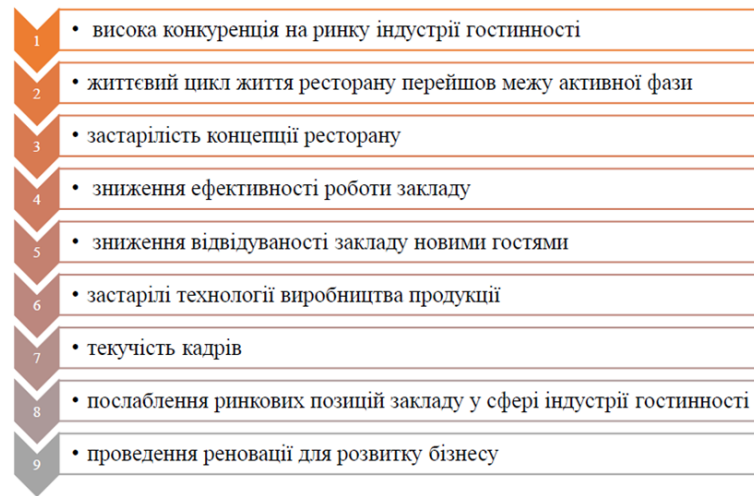 1 • висока конкуренція на ринку індустрії гостинності
2 • життєвий цикл життя ресторану перейшов межу активної фази
3 • застарілість концепції ресторану
4 • зниження ефективності роботи закладу
5 • зниження відвідуваності закладу новими гостями
6 • застарілі технології виробництва продукції
7 • текучість кадрів
8 • послаблення ринкових позицій закладу у сфері індустрії гостинності
9 • проведення реновації для розвитку бізнесу